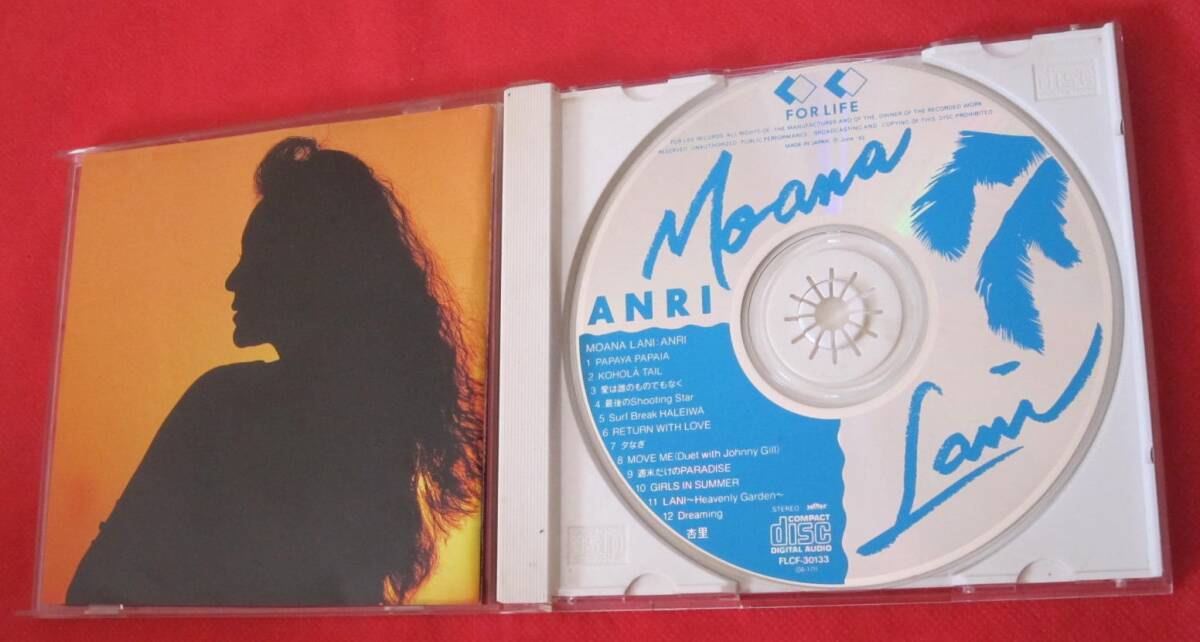 FOR LIFE
FOR LIFE RECORDS. ALL RIGHTS OF THE MANUFACTURER AND OF THE OWNER OF THE RECORDED WORK
RESERVED. UNAUTHORIZED PUBLIC PERFORMANCE, BROADCASTING AND COPYING OF THIS DISC PROHIBITED
MADE IN JAPAN Ⓟ June '92
Moana
ANRI
Lani
MOANA LANI: ANRI
1 PAPAYA PAPAIA
2 KOHOLÁ TAIL
3 愛は誰のものでもなく
4 最後のShooting Star
5 Surf Break HALEIWA
6 RETURN WITH LOVE
7 夕なぎ
8 MOVE ME(Duet with Johnny Gill)
9 週末だけのPARADISE
10 GIRLS IN SUMMER
11 LANI〜Heavenly Garden〜
12 Dreaming
杏里
STEREO
COMPACT
disc
DIGITAL AUDIO
FLCF-30133
disc